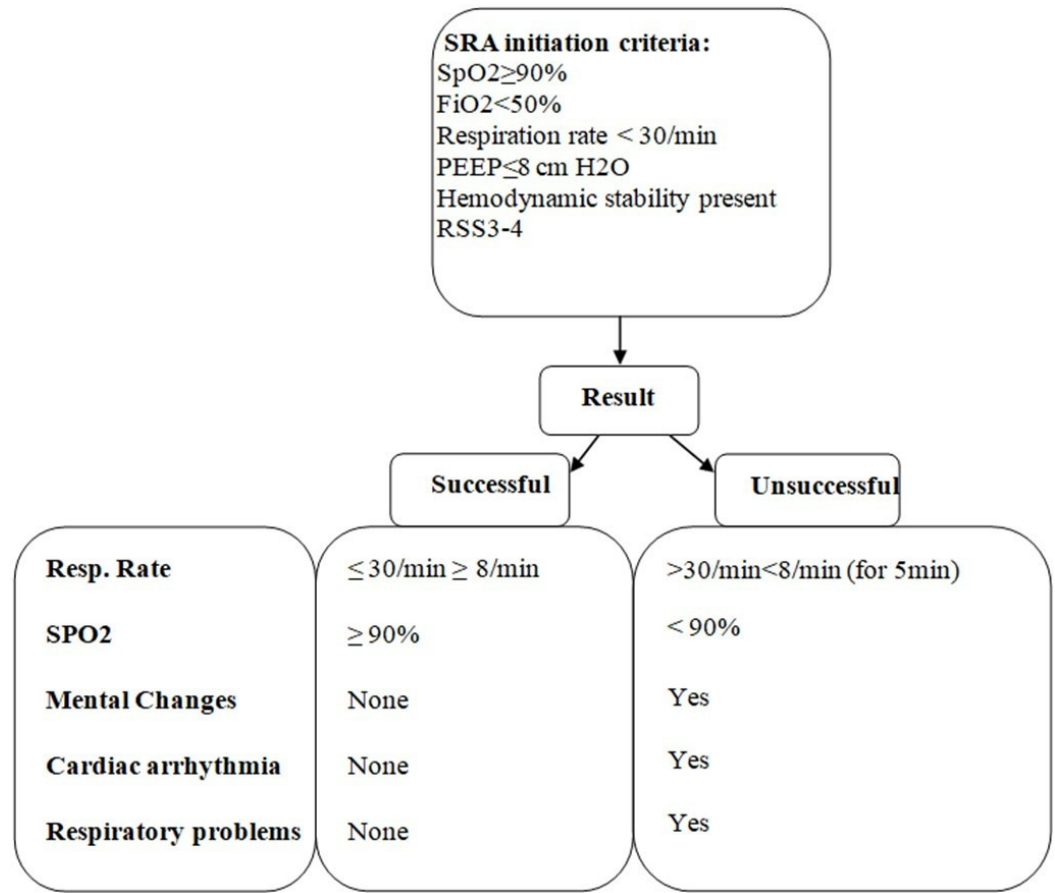 SRA initiation criteria:
SpO2≥90%
FiO2<50%
Respiration rate < 30/min
PEEP≤8 cm H2O
Hemodynamic stability present
RSS3-4
Result
Successful
Unsuccessful
Resp. Rate
≤ 30/min ≥ 8/min
>30/min<8/min (for 5min)
SPO2
≥ 90%
< 90%
Mental Changes
None
Yes
Cardiac arrhythmia
None
Yes
Respiratory problems
None
Yes